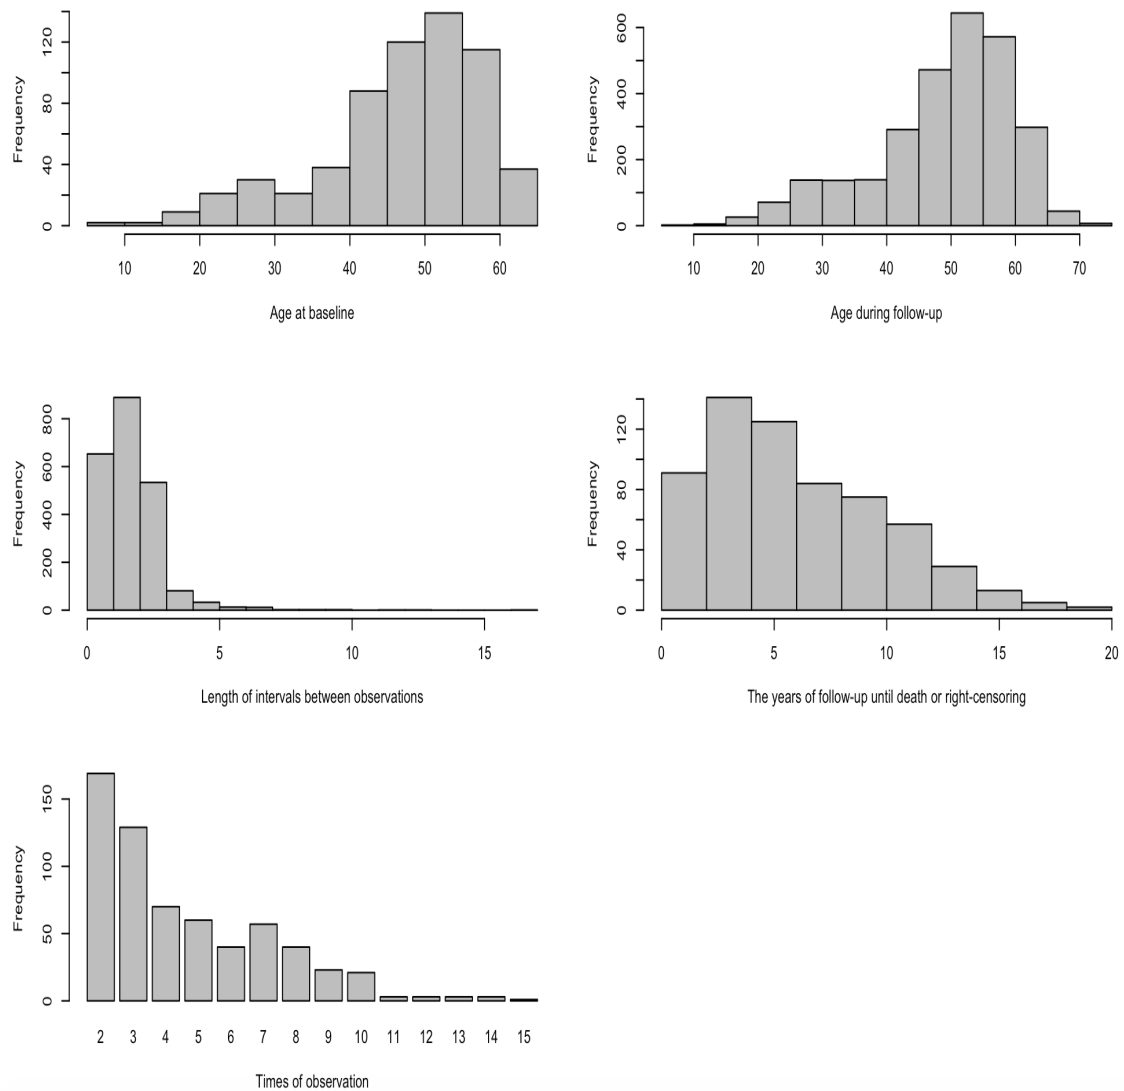 Frequency
0 40 80 120
10 20 30 40 50 60
Age at baseline
Frequency
0 200 400 600
10 20 30 40 50 60 70
Age during follow-up
Frequency
0 200 400 600 800
0 5 10 15
Length of intervals between observations
Frequency
0 40 80 120
0 5 10 15 20
The years of follow-up until death or right-censoring
Frequency
0 50 100 150
2 3 4 5 6 7 8 9 10 11 12 13 14 15
Times of observation